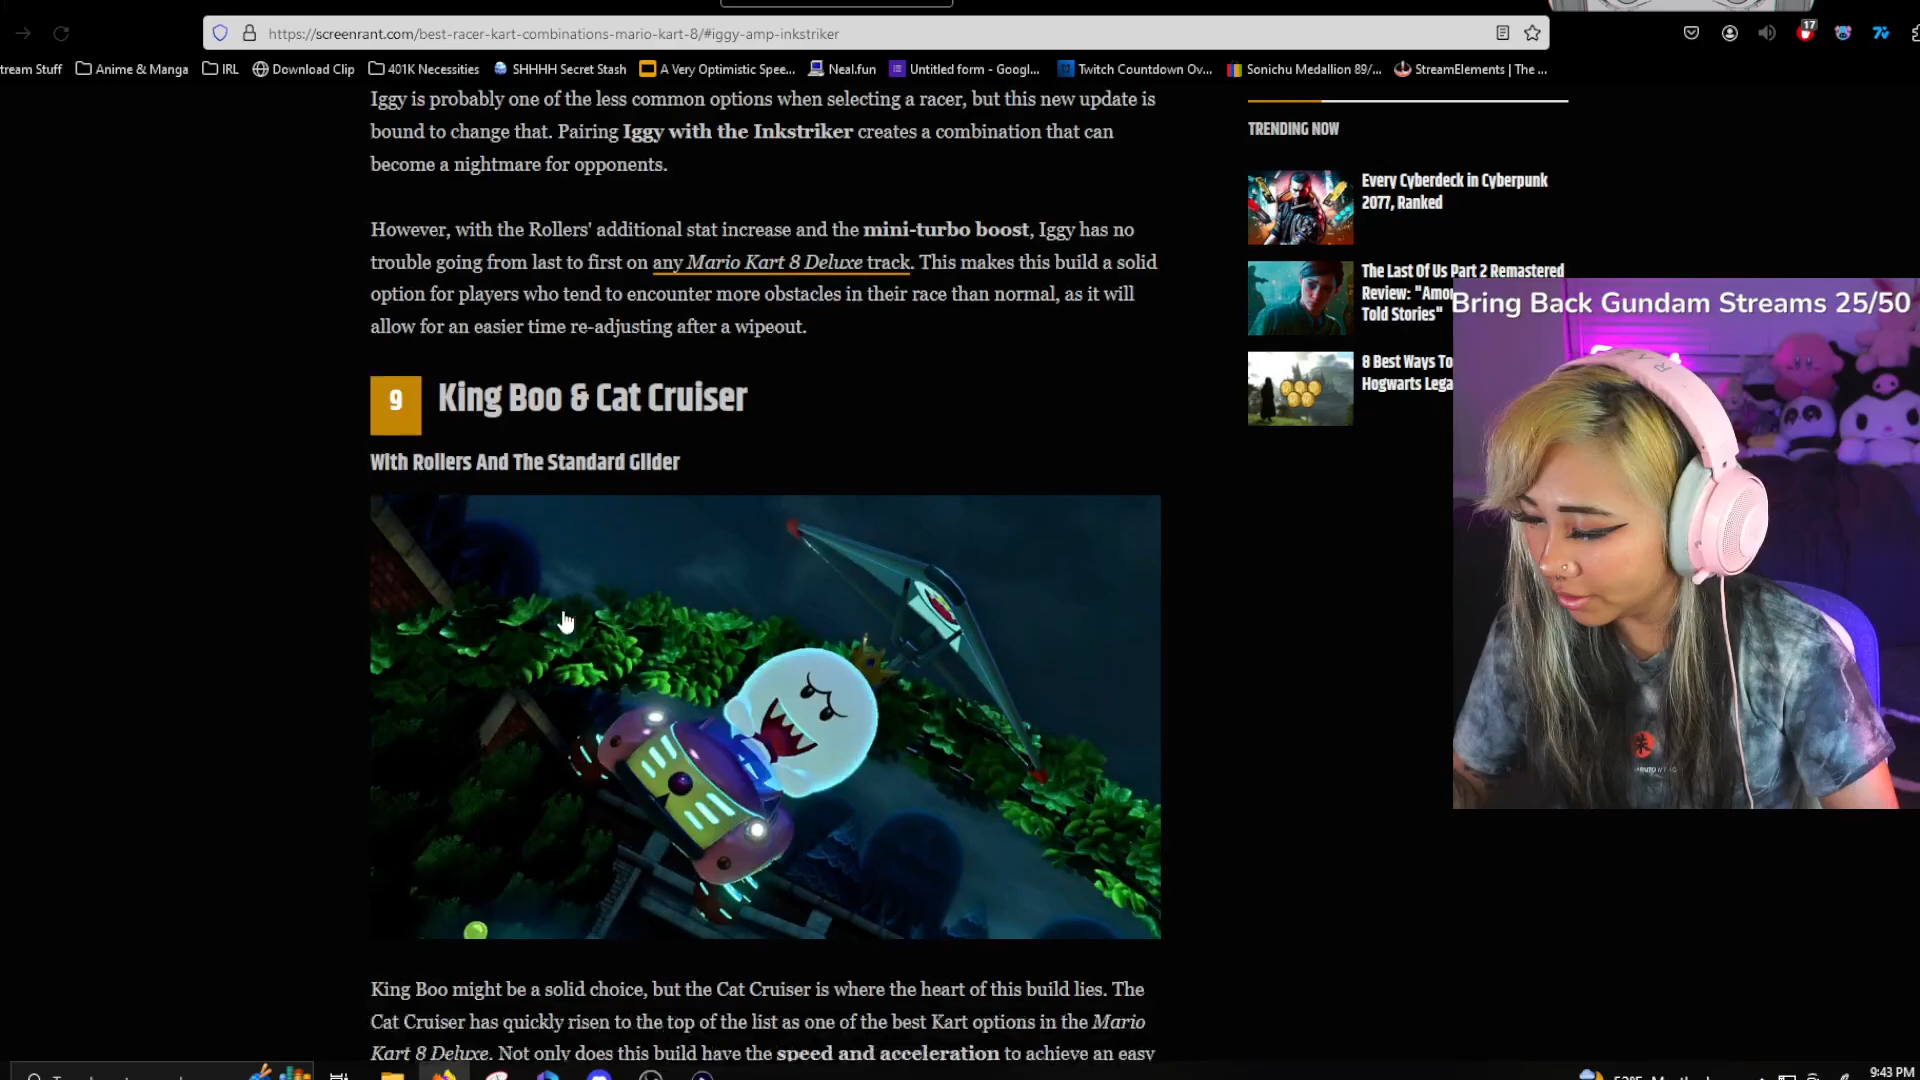 https://screenrant.com/best-racer-kart-combinations-mario-kart-8/#iggy-amp-inkstriker
17
tream Stuff
Anime & Manga
IRL
Download Clip
401K Necessities
SHHHH Secret Stash
A Very Optimistic Spee...
Neal.fun
Untitled form - Googl...
Twitch Countdown Ov...
Sonichu Medallion 89/...
StreamElements | The ...
Iggy is probably one of the less common options when selecting a racer, but this new update is
bound to change that. Pairing Iggy with the Inkstriker creates a combination that can
become a nightmare for opponents.
However, with the Rollers' additional stat increase and the mini-turbo boost, Iggy has no
trouble going from last to first on any Mario Kart 8 Deluxe track. This makes this build a solid
option for players who tend to encounter more obstacles in their race than normal, as it will
allow for an easier time re-adjusting after a wipeout.
9
King Boo & Cat Cruiser
With Rollers And The Standard Glider
King Boo might be a solid choice, but the Cat Cruiser is where the heart of this build lies. The
Cat Cruiser has quickly risen to the top of the list as one of the best Kart options in the Mario
Kart 8 Deluxe. Not only does this build have the speed and acceleration to achieve an easy
TRENDING NOW
Every Cyberdeck in Cyberpunk
2077, Ranked
The Last Of Us Part 2 Remastered
Review: "Amo
Told Stories"
8 Best Ways To
Hogwarts Lega
Bring Back Gundam Streams 25/50
9:43 PM